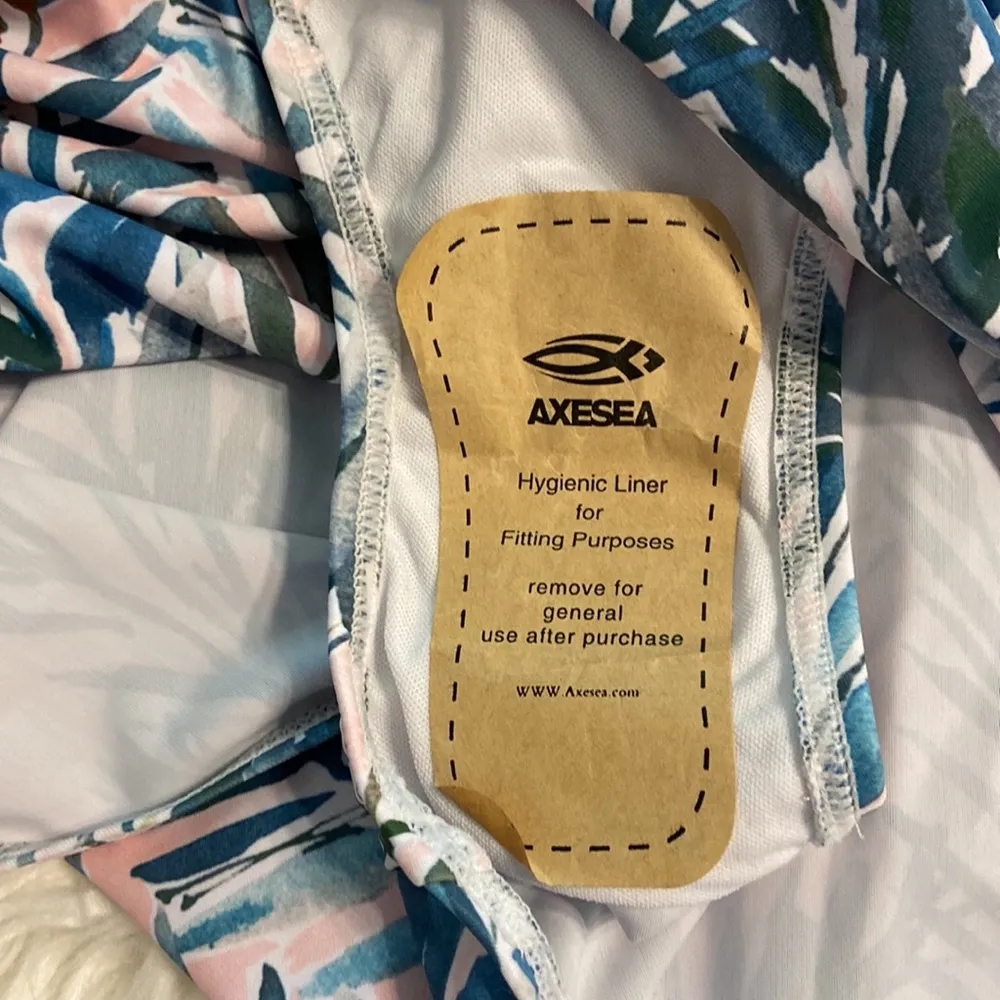 AXESEA
Hygienic Liner
for
Fitting Purposes
remove for
general
use after purchase
WWW.Axesea.com